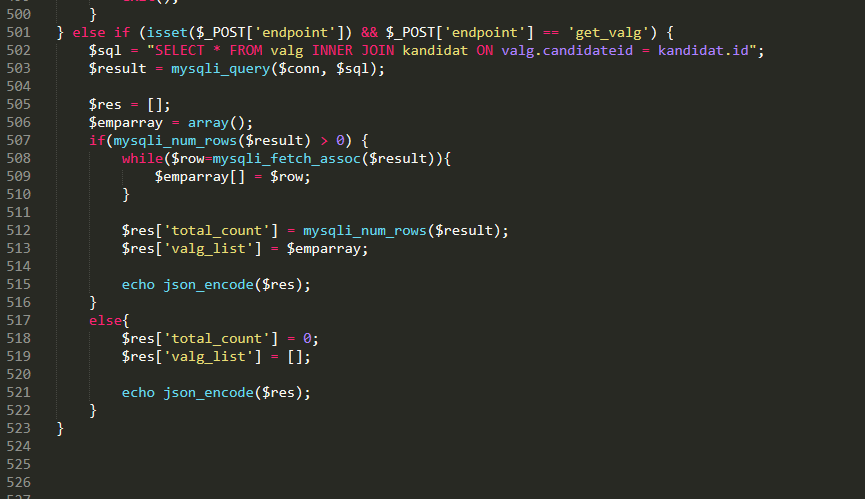 500         }
501     } else if (isset($_POST['endpoint']) && $_POST['endpoint'] == 'get_valg') {
502         $sql = "SELECT * FROM valg INNER JOIN kandidat ON valg.candidateid = kandidat.id";
503         $result = mysqli_query($conn, $sql);
504
505         $res = [];
506         $emparray = array();
507         if(mysqli_num_rows($result) > 0) {
508             while($row=mysqli_fetch_assoc($result)){
509                 $emparray[] = $row;
510             }
511
512             $res['total_count'] = mysqli_num_rows($result);
513             $res['valg_list'] = $emparray;
514
515             echo json_encode($res);
516         }
517         else{
518             $res['total_count'] = 0;
519             $res['valg_list'] = [];
520
521             echo json_encode($res);
522         }
523     }
524
525
526